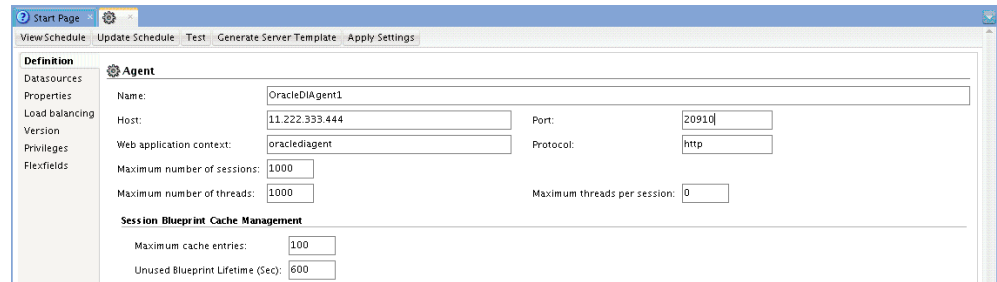 Start Page
View Schedule Update Schedule Test Generate Server Template Apply Settings
Definition
Datasources
Properties
Load balancing
Version
Privileges
Flexfields
Agent
Name: OracleDIAgent1
Host: 11.222.333.444 Port: 20910
Web application context: oraclediagent Protocol: http
Maximum number of sessions: 1000
Maximum number of threads: 1000 Maximum threads per session: 0
Session Blueprint Cache Management
Maximum cache entries: 100
Unused Blueprint Lifetime (Sec): 600